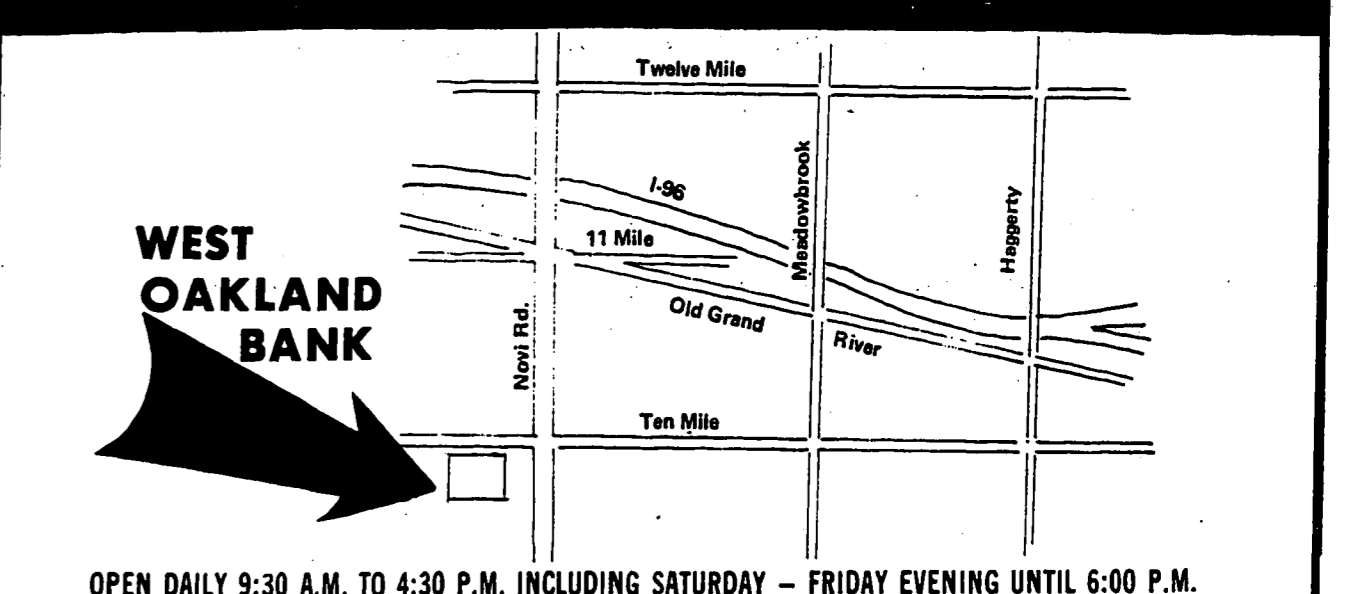 Twelve Mile
I-96
Meadowbrook
Haggerty
WEST
OAKLAND
BANK
11 Mile
Old Grand
River
Novi Rd.
Ten Mile
OPEN DAILY 9:30 A.M. TO 4:30 P.M. INCLUDING SATURDAY — FRIDAY EVENING UNTIL 6:00 P.M.